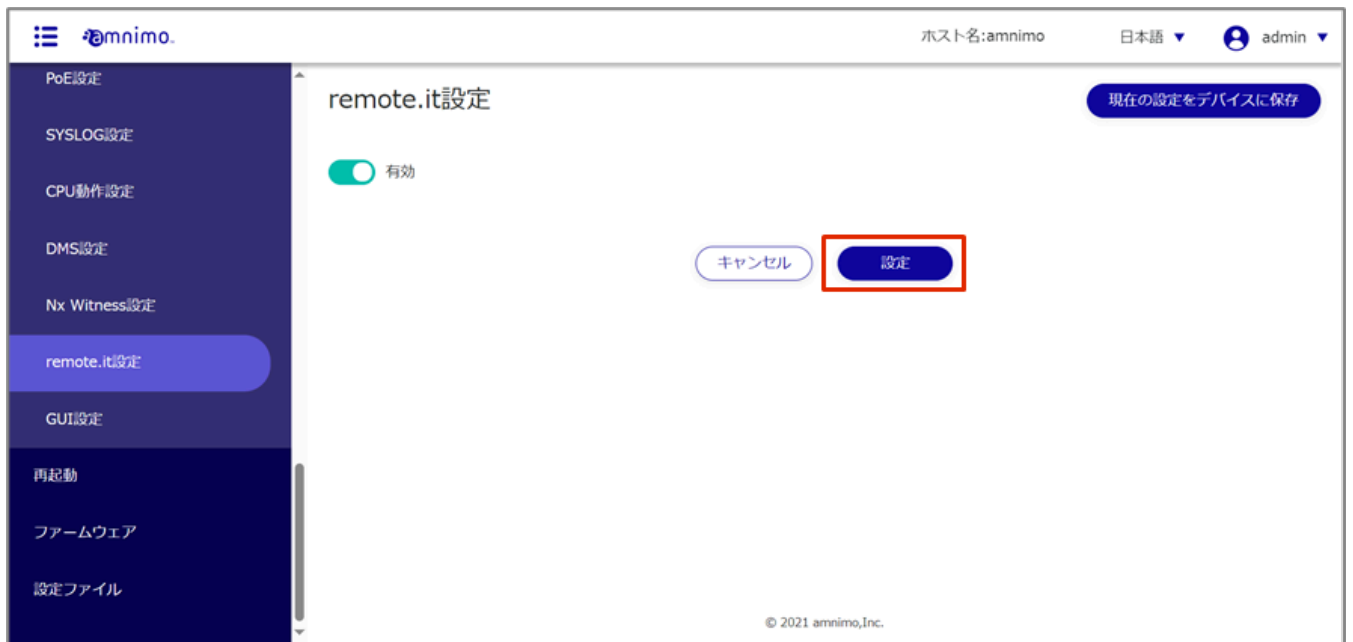 amnimo.
ホスト名:amnimo
日本語 ▼
admin ▼
PoE設定
SYSLOG設定
CPU動作設定
DMS設定
Nx Witness設定
remote.it設定
GUI設定
再起動
ファームウェア
設定ファイル
remote.it設定
現在の設定をデバイスに保存
有効
キャンセル
設定
© 2021 amnimo,Inc.